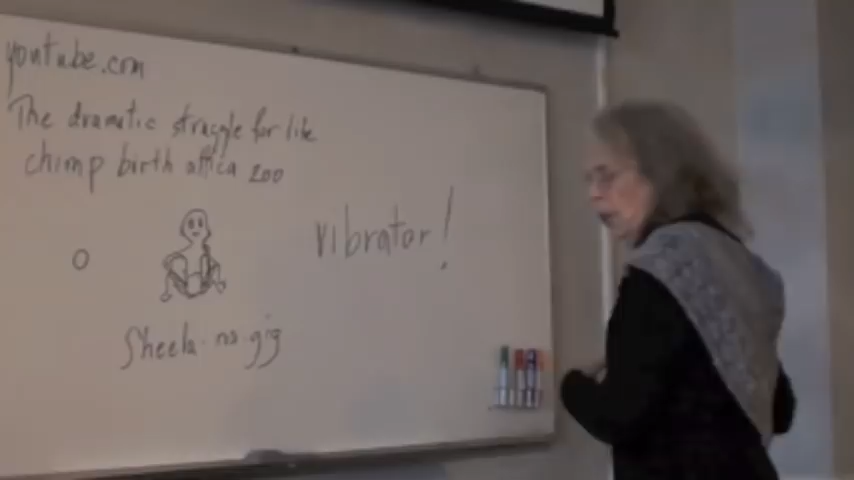 youtube.com
The dramatic struggle for life
chimp birth africa zoo
vibrator!
Sheela-na-gig